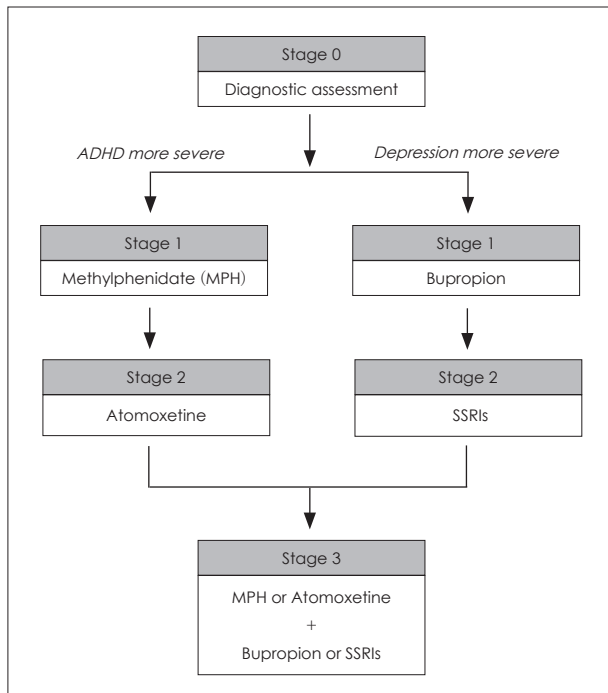 Stage 0
Diagnostic assessment
ADHD more severe
Depression more severe
Stage 1
Methylphenidate (MPH)
Stage 1
Bupropion
Stage 2
Atomoxetine
Stage 2
SSRIs
Stage 3
MPH or Atomoxetine
+
Bupropion or SSRIs